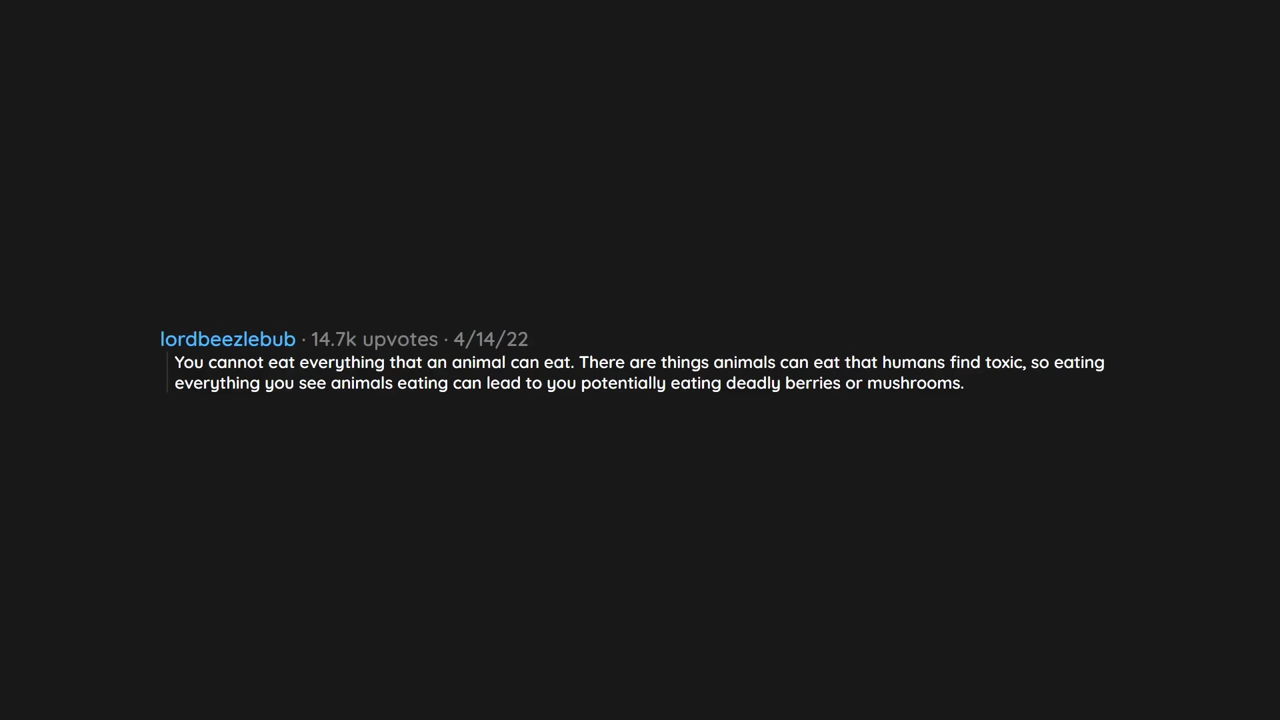 lordbeezlebub · 14.7k upvotes · 4/14/22
You cannot eat everything that an animal can eat. There are things animals can eat that humans find toxic, so eating
everything you see animals eating can lead to you potentially eating deadly berries or mushrooms.